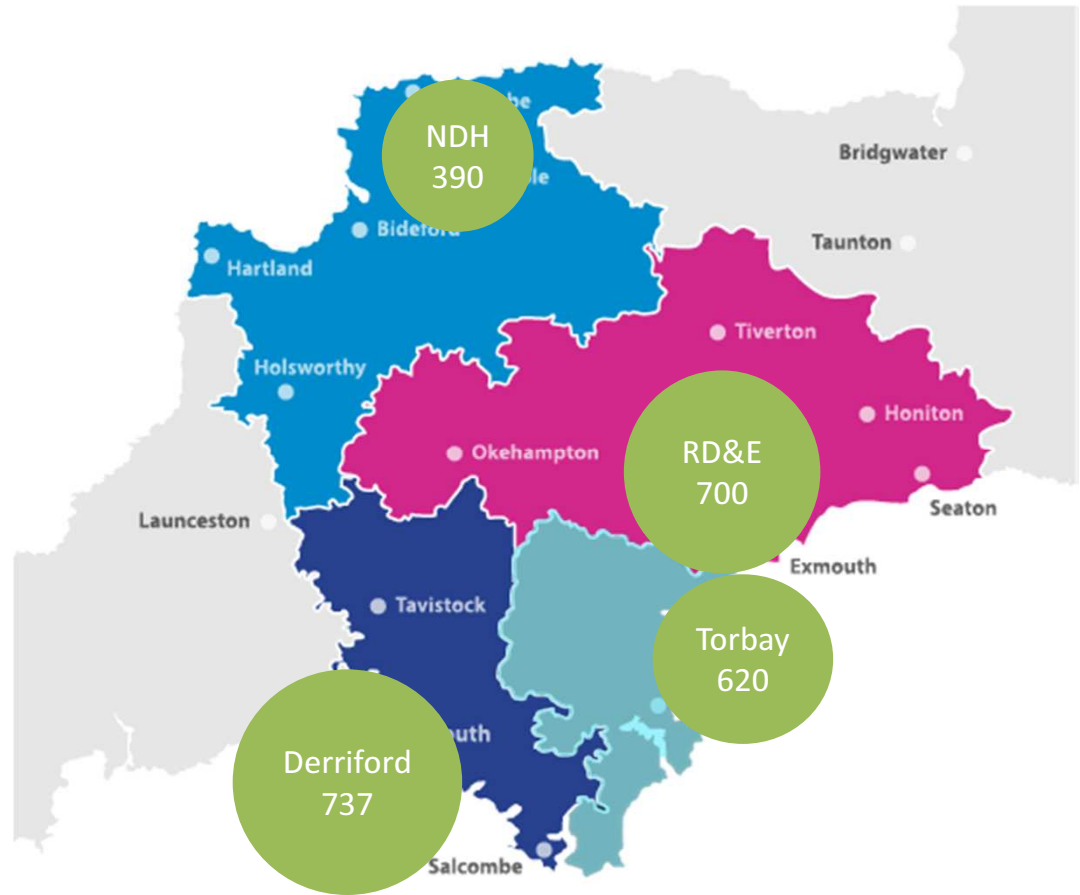 NDH
390
Bridgwater
Bideford
Taunton
Hartland
Tiverton
Holsworthy
Honiton
Okehampton
RD&E
700
Seaton
Launceston
Exmouth
Tavistock
Torbay
620
Derriford
737
Salcombe